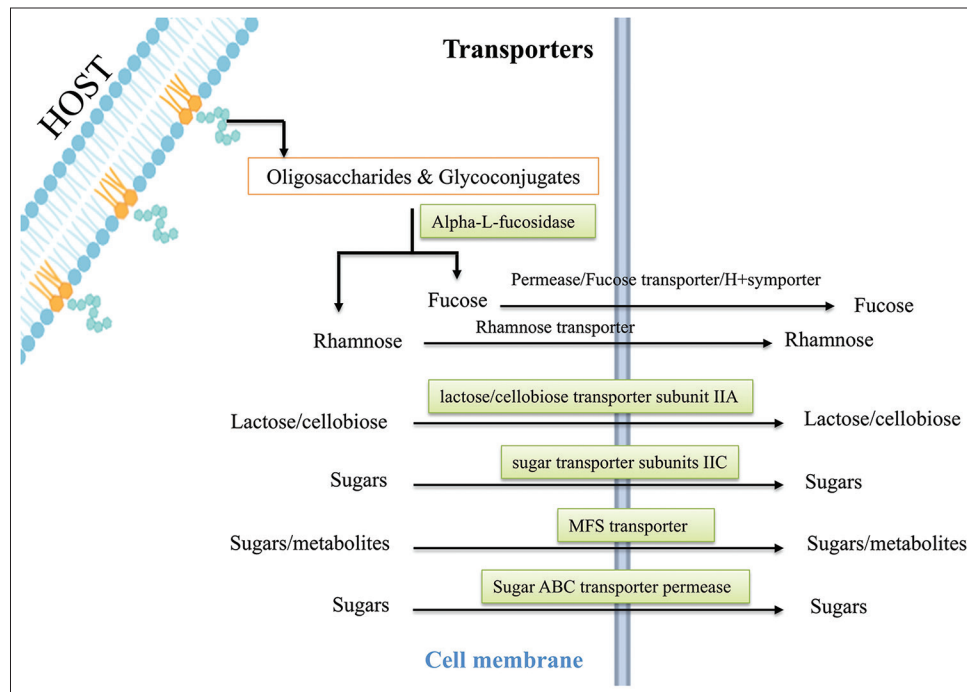 HOST
Transporters
Oligosaccharides & Glycoconjugates
Alpha-L-fucosidase
Fucose
Permease/Fucose transporter/H+symporter
Fucose
Rhamnose
Rhamnose transporter
Rhamnose
Lactose/cellobiose
lactose/cellobiose transporter subunit IIA
Lactose/cellobiose
Sugars
sugar transporter subunits IIC
Sugars
Sugars/metabolites
MFS transporter
Sugars/metabolites
Sugars
Sugar ABC transporter permease
Sugars
Cell membrane